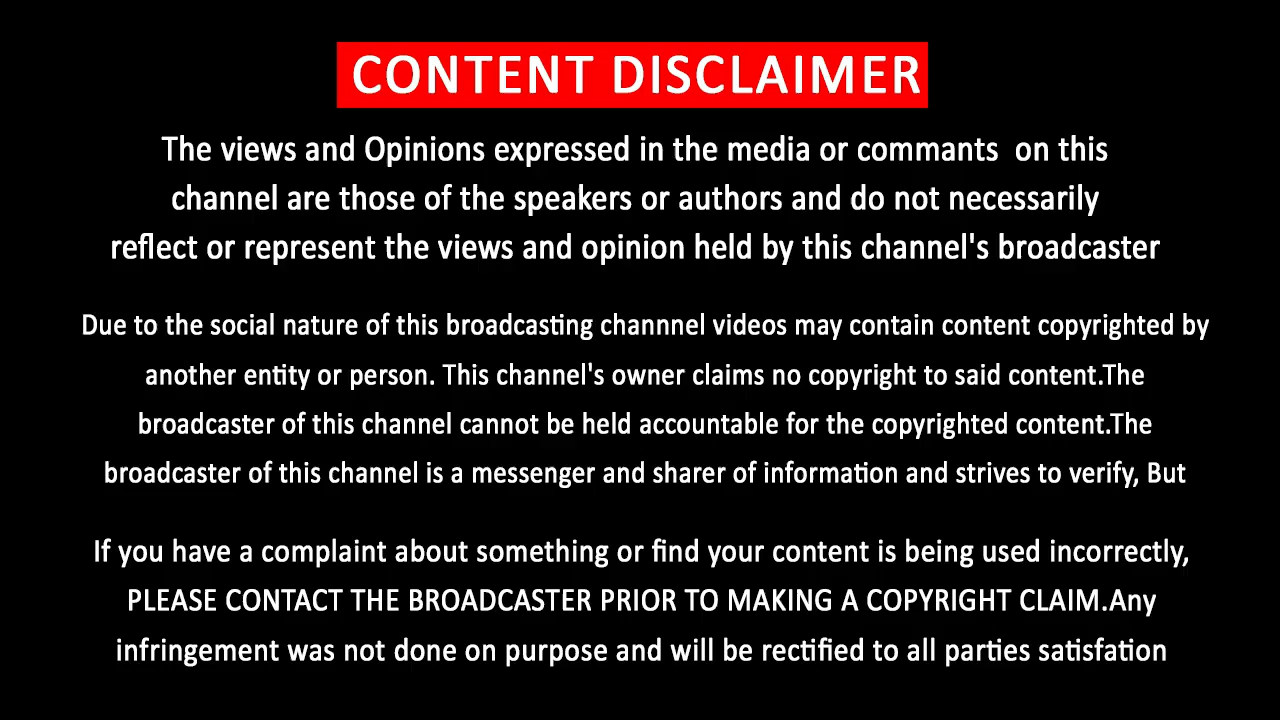 CONTENT DISCLAIMER
The views and Opinions expressed in the media or commants on this
channel are those of the speakers or authors and do not necessarily
reflect or represent the views and opinion held by this channel's broadcaster
Due to the social nature of this broadcasting channnel videos may contain content copyrighted by
another entity or person. This channel's owner claims no copyright to said content.The
broadcaster of this channel cannot be held accountable for the copyrighted content.The
broadcaster of this channel is a messenger and sharer of information and strives to verify, But
If you have a complaint about something or find your content is being used incorrectly,
PLEASE CONTACT THE BROADCASTER PRIOR TO MAKING A COPYRIGHT CLAIM.Any
infringement was not done on purpose and will be rectified to all parties satisfation